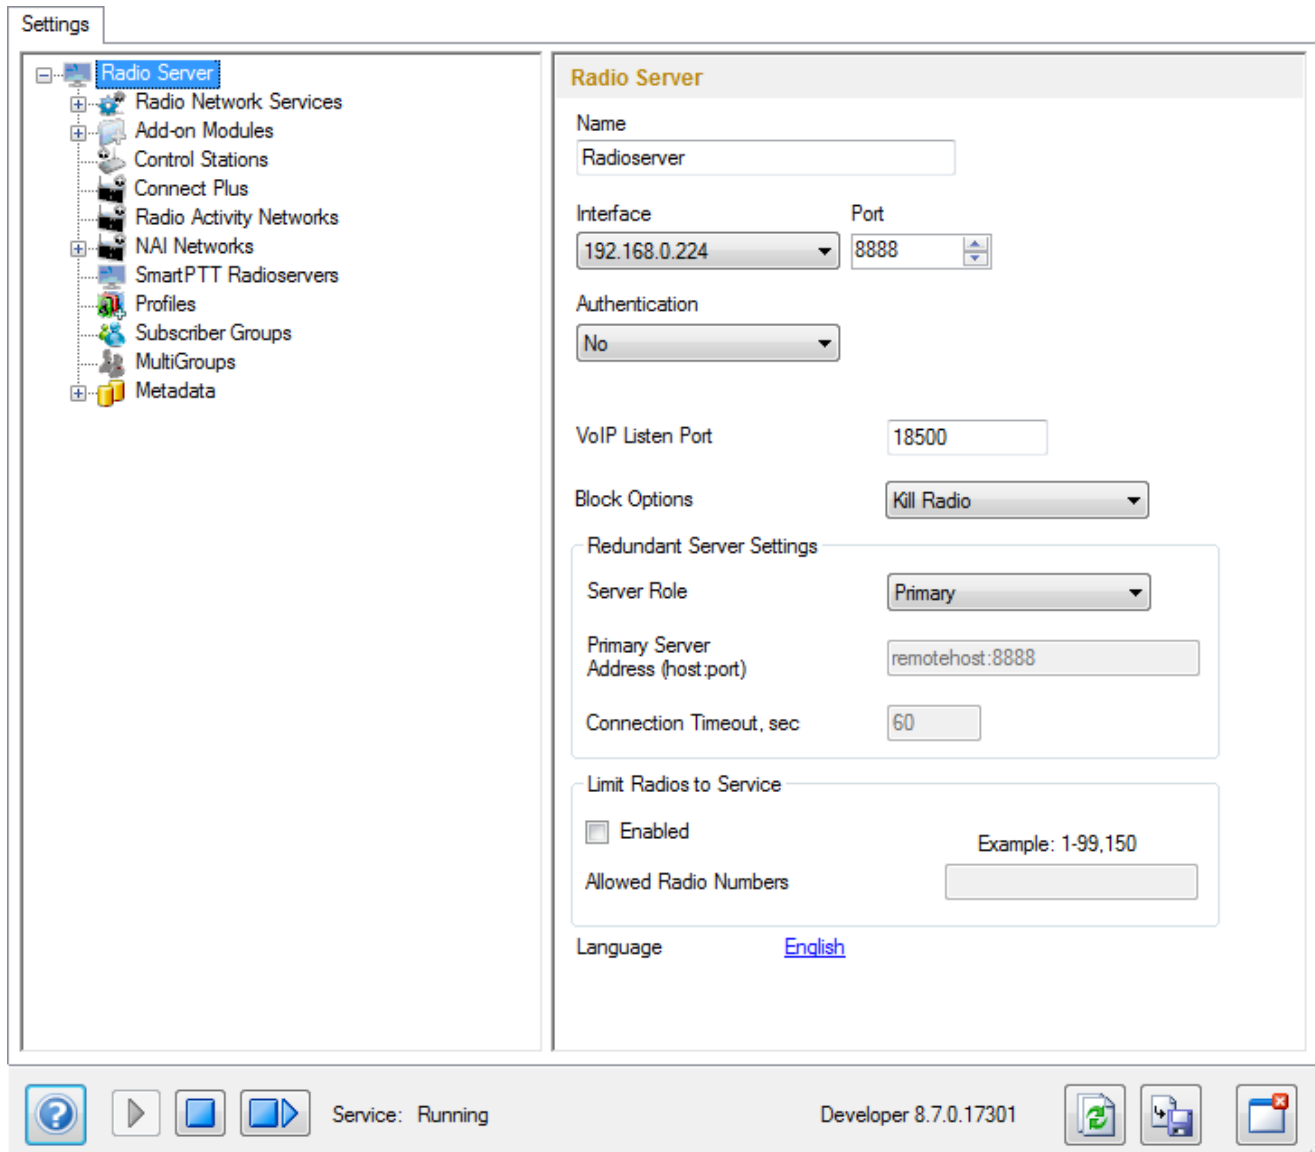 Settings
Radio Server
Radio Network Services
Add-on Modules
Control Stations
Connect Plus
Radio Activity Networks
NAI Networks
SmartPTT Radioservers
Profiles
Subscriber Groups
MultiGroups
Metadata
Radio Server
Name
Radioserver
Interface Port
192.168.0.224 8888
Authentication
No
VoIP Listen Port 18500
Block Options Kill Radio
Redundant Server Settings
Server Role Primary
Primary Server
Address (host:port) remotehost:8888
Connection Timeout, sec 60
Limit Radios to Service
Enabled
Example: 1-99,150
Allowed Radio Numbers
Language English
Service: Running Developer 8.7.0.17301